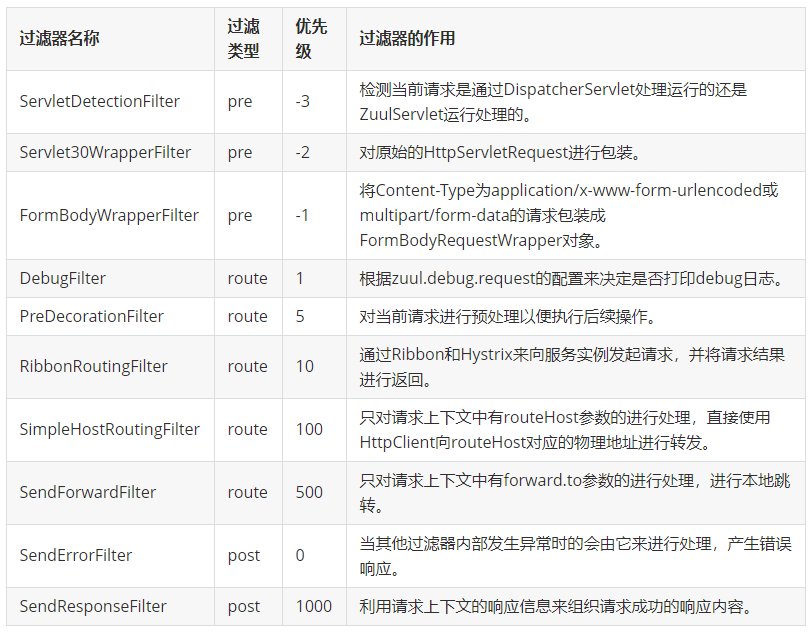 过滤器名称 过滤类型 优先级 过滤器的作用
ServletDetectionFilter pre -3 检测当前请求是通过DispatcherServlet处理运行的还是
ZuulServlet运行处理的。
Servlet30WrapperFilter pre -2 对原始的HttpServletRequest进行包装。
FormBodyWrapperFilter pre -1 将Content-Type为application/x-www-form-urlencoded或
multipart/form-data的请求包装成
FormBodyRequestWrapper对象。
DebugFilter route 1 根据zuul.debug.request的配置来决定是否打印debug日志。
PreDecorationFilter route 5 对当前请求进行预处理以便执行后续操作。
RibbonRoutingFilter route 10 通过Ribbon和Hystrix来向服务实例发起请求，并将请求结果
进行返回。
SimpleHostRoutingFilter route 100 只对请求上下文中有routeHost参数的进行处理，直接使用
HttpClient向routeHost对应的物理地址进行转发。
SendForwardFilter route 500 只对请求上下文中有forward.to参数的进行处理，进行本地跳
转。
SendErrorFilter post 0 当其他过滤器内部发生异常时的会由它来进行处理，产生错误
响应。
SendResponseFilter post 1000 利用请求上下文的响应信息来组织请求成功的响应内容。